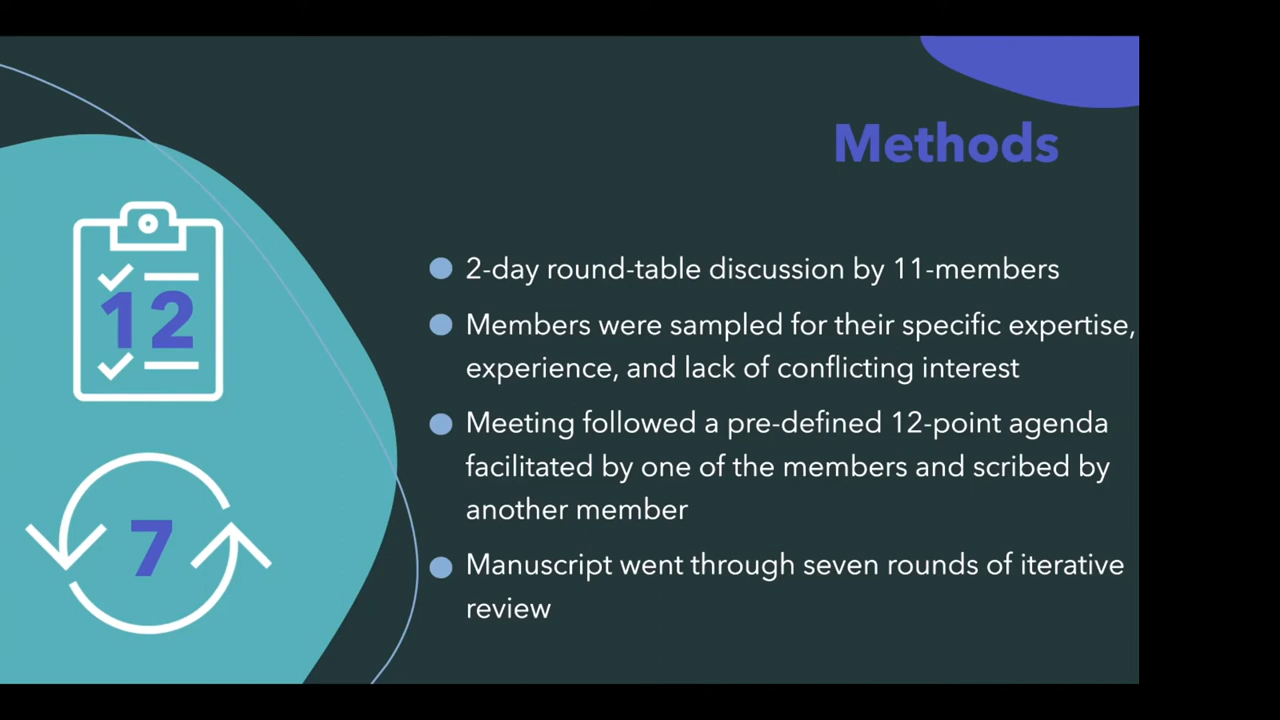 Methods
12
7
2-day round-table discussion by 11-members
Members were sampled for their specific expertise,
experience, and lack of conflicting interest
Meeting followed a pre-defined 12-point agenda
facilitated by one of the members and scribed by
another member
Manuscript went through seven rounds of iterative
review